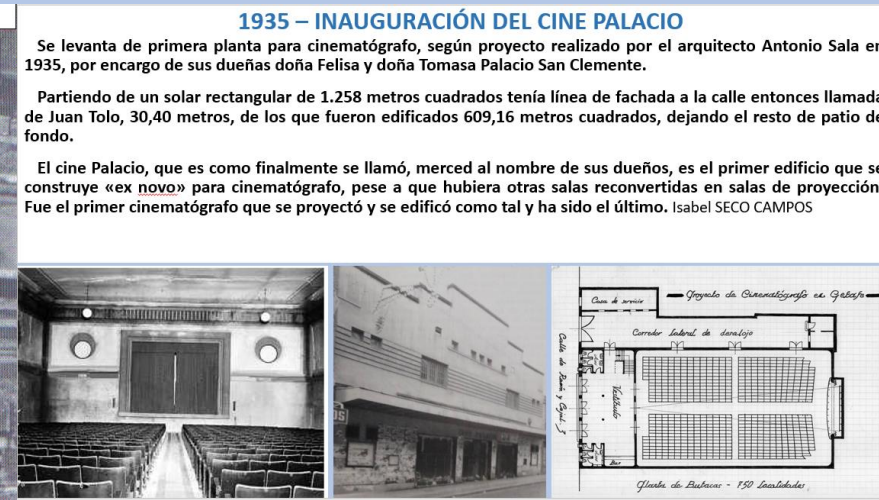 1935 – INAUGURACIÓN DEL CINE PALACIO
Se levanta de primera planta para cinematógrafo, según proyecto realizado por el arquitecto Antonio Sala en
1935, por encargo de sus dueñas doña Felisa y doña Tomasa Palacio San Clemente.
Partiendo de un solar rectangular de 1.258 metros cuadrados tenía línea de fachada a la calle entonces llamada
de Juan Tolo, 30,40 metros, de los que fueron edificados 609,16 metros cuadrados, dejando el resto de patio de
fondo.
El cine Palacio, que es como finalmente se llamó, merced al nombre de sus dueños, es el primer edificio que se
construye «ex novo» para cinematógrafo, pese a que hubiera otras salas reconvertidas en salas de proyección
Fue el primer cinematógrafo que se proyectó y se edificó como tal y ha sido el último. Isabel SECO CAMPOS
Proyecto de Cinematógrafo en Getafe
Casa de servicio
Corredor lateral de desalojo
Calle de Ramón y Cajal
Vestíbulo
Bar
Planta de Butacas - 750 Localidades